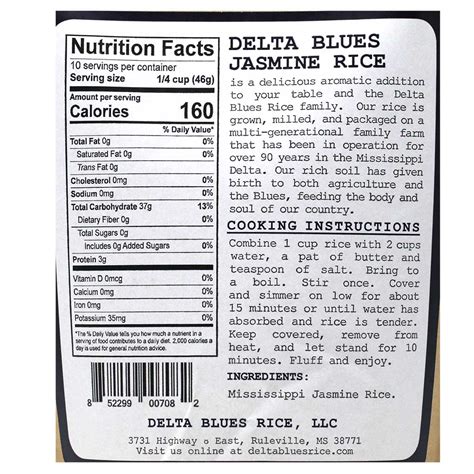 Nutrition Facts
10 servings per container
Serving size 1/4 cup (46g)
Amount per serving
Calories 160
% Daily Value*
Total Fat 0g 0%
Saturated Fat 0g 0%
Trans Fat 0g
Cholesterol 0mg 0%
Sodium 0mg 0%
Total Carbohydrate 37g 13%
Dietary Fiber 0g 0%
Total Sugars 0g
Includes 0g Added Sugars 0%
Protein 3g
Vitamin D 0mcg 0%
Calcium 0mg 0%
Iron 0mg 0%
Potassium 35mg 0%
*The % Daily Value tells you how much a nutrient in a
serving of food contributes to a daily diet. 2,000 calories a
day is used for general nutrition advice.
8 52299 00708 2
DELTA BLUES
JASMINE RICE
is a delicious aromatic addition
to your table and the Delta
Blues Rice family. Our rice is
grown, milled, and packaged on a
multi-generational family farm
that has been in operation for
over 90 years in the Mississippi
Delta. Our rich soil has given
birth to both agriculture and
the Blues, feeding the body and
soul of our country.
COOKING INSTRUCTIONS
Combine 1 cup rice with 2 cups
water, a pat of butter and
teaspoon of salt. Bring to
a boil. Stir once. Cover
and simmer on low for about
15 minutes or until water has
absorbed and rice is tender.
Keep covered, remove from
heat, and let stand for 10
minutes. Fluff and enjoy.
INGREDIENTS:
Mississippi Jasmine Rice.
DELTA BLUES RICE, LLC
3731 Highway 8 East, Ruleville, MS 38771
Visit us online at deltabluesrice.com